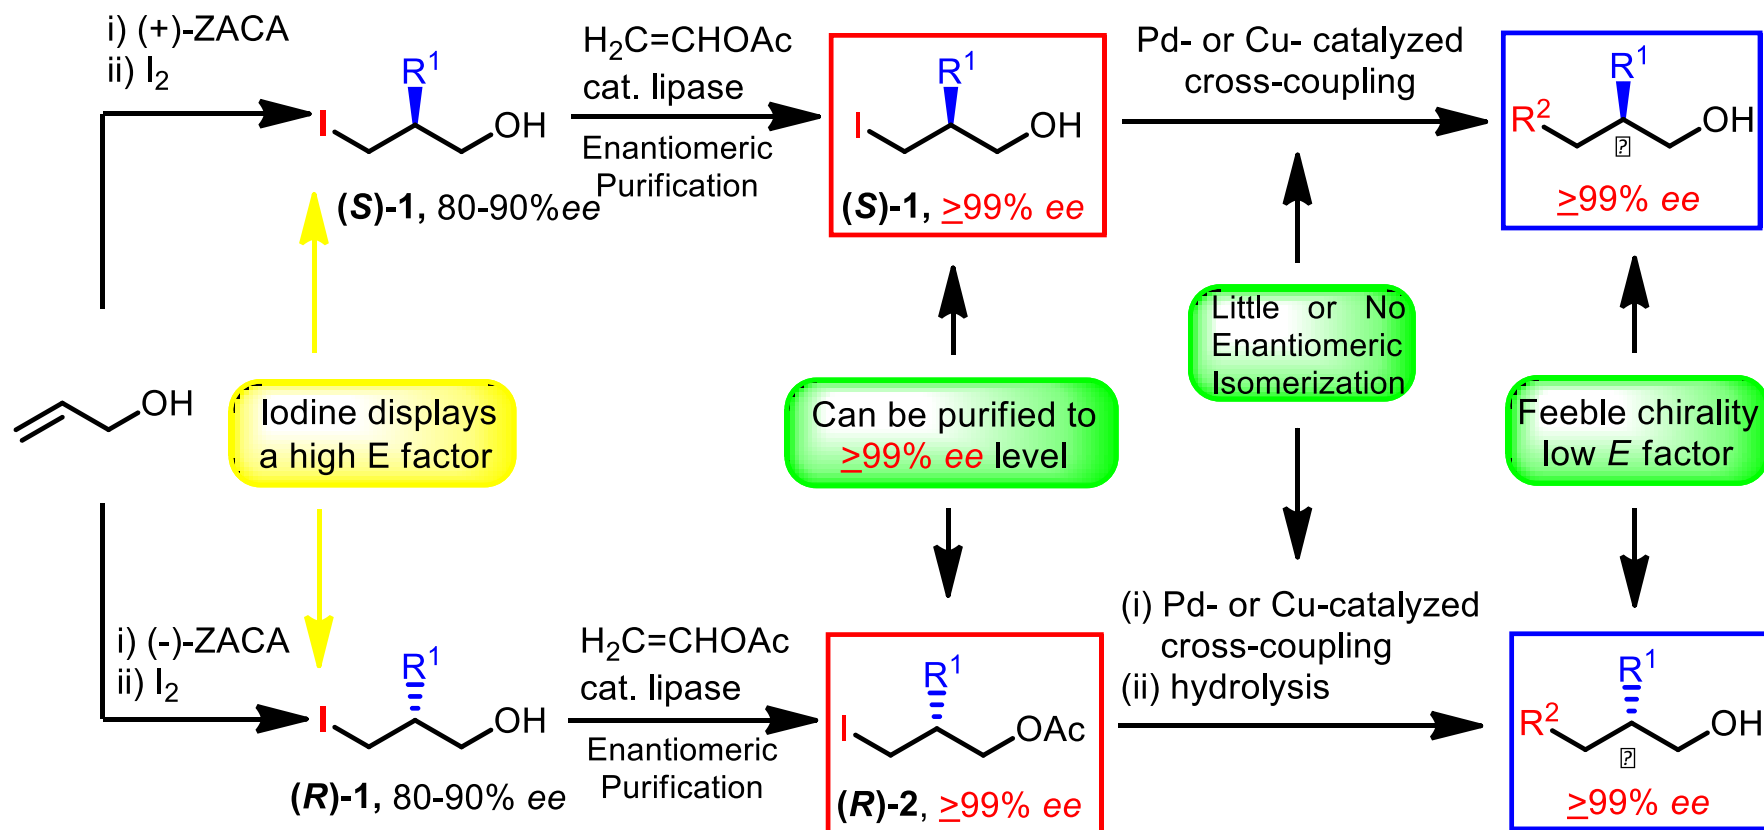 i) (+)-ZACA
ii) I2
I
R1
OH
(S)-1, 80-90%ee
H2C=CHOAc
cat. lipase
Enantiomeric
Purification
I
R1
OH
(S)-1, ≥99% ee
Pd- or Cu- catalyzed
cross-coupling
R2
R1
OH
≥99% ee
OH
Iodine displays
a high E factor
Can be purified to
≥99% ee level
Little or No
Enantiomeric
Isomerization
Feeble chirality
low E factor
i) (-)-ZACA
ii) I2
I
R1
OH
(R)-1, 80-90% ee
H2C=CHOAc
cat. lipase
Enantiomeric
Purification
I
R1
OAc
(R)-2, ≥99% ee
(i) Pd- or Cu-catalyzed
cross-coupling
(ii) hydrolysis
R2
R1
OH
≥99% ee